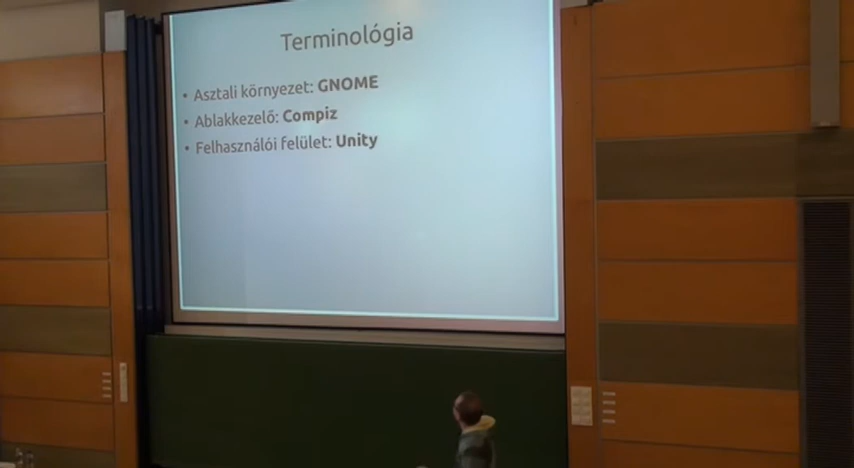 Terminológia
• Asztali környezet: GNOME
• Ablakkezelő: Compiz
• Felhasználói felület: Unity